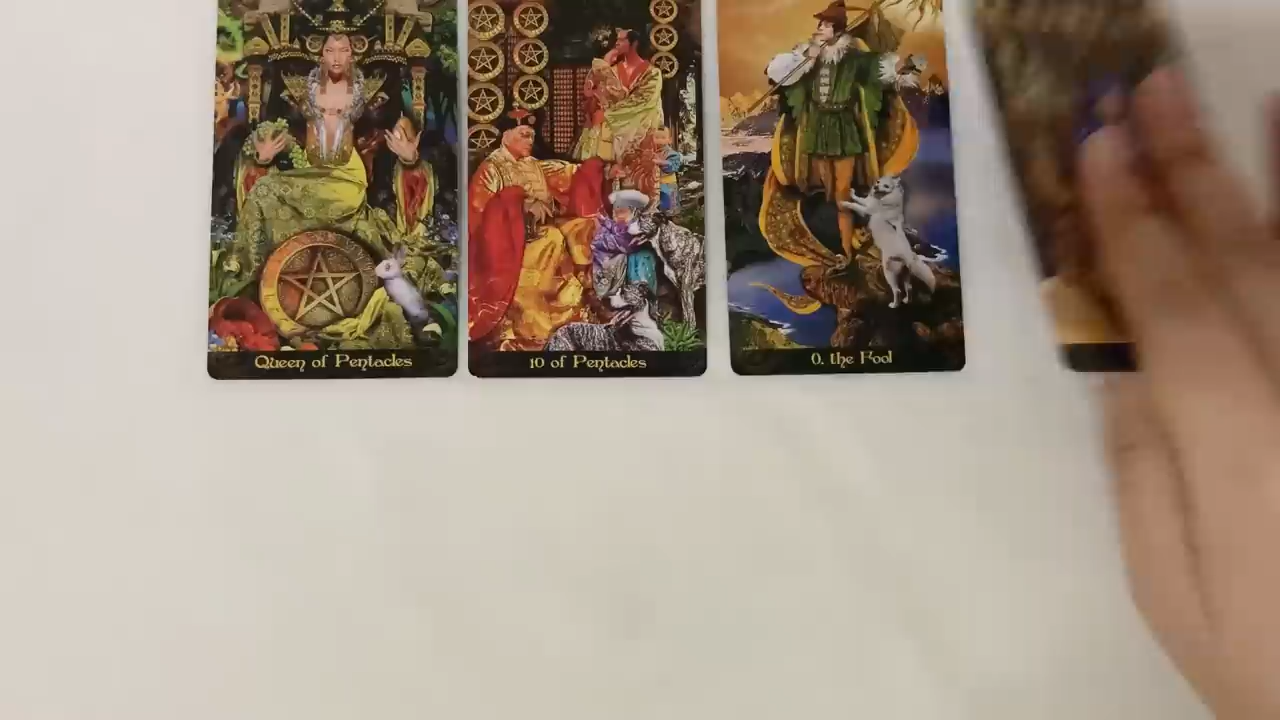 Queen of Pentacles
10 of Pentacles
0. the Fool